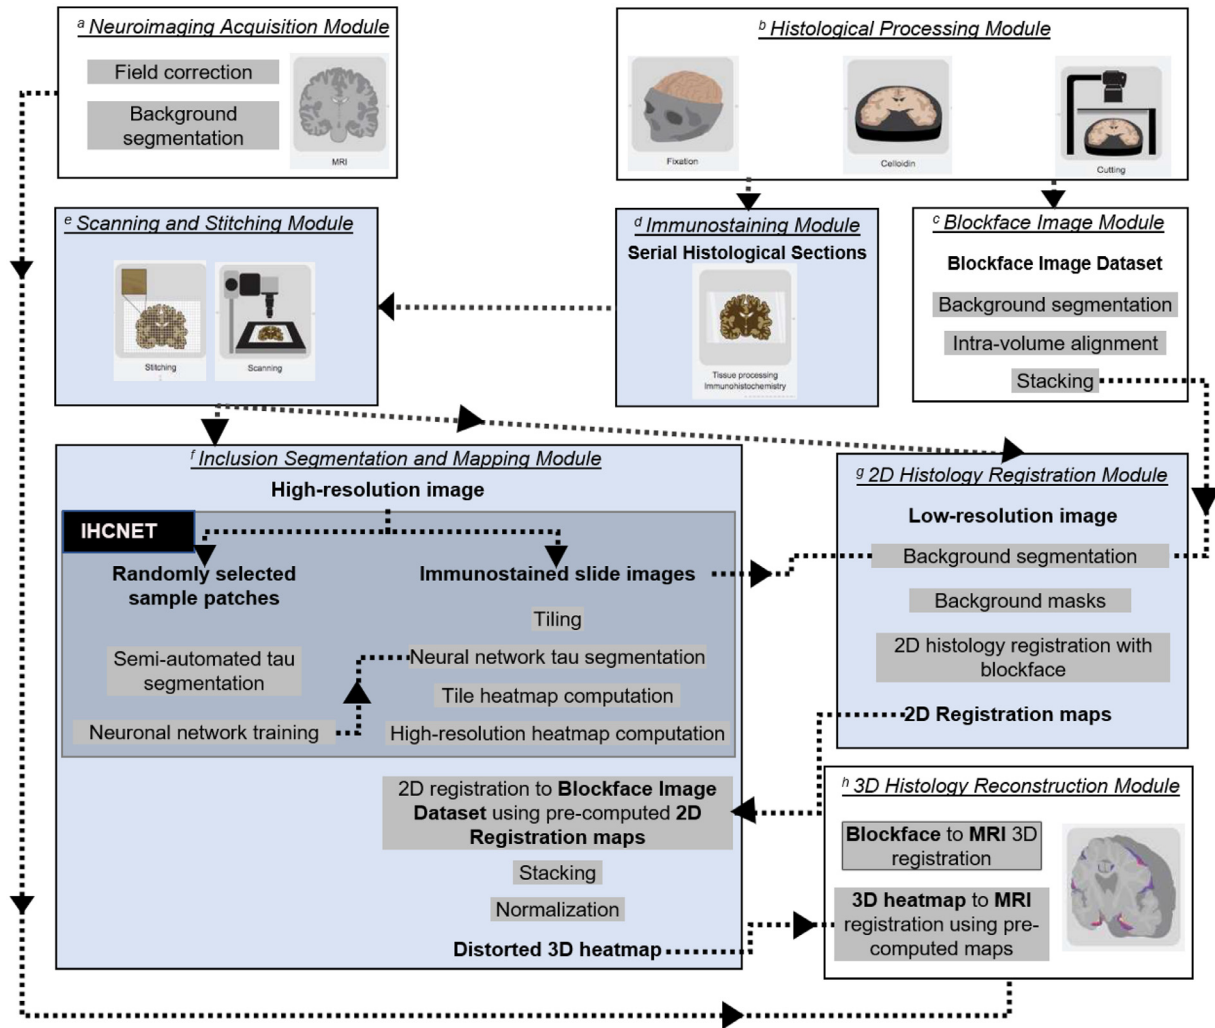 a Neuroimaging Acquisition Module
Field correction
Background
segmentation
MRI
b Histological Processing Module
Fixation
Celloidin
Cutting
e Scanning and Stitching Module
Stitching
Scanning
d Immunostaining Module
Serial Histological Sections
Tissue processing
Immunohistochemistry
c Blockface Image Module
Blockface Image Dataset
Background segmentation
Intra-volume alignment
Stacking
f Inclusion Segmentation and Mapping Module
High-resolution image
IHCNET
Randomly selected
sample patches
Semi-automated tau
segmentation
Neuronal network training
Immunostained slide images
Tiling
Neural network tau segmentation
Tile heatmap computation
High-resolution heatmap computation
2D registration to Blockface Image
Dataset using pre-computed 2D
Registration maps
Stacking
Normalization
Distorted 3D heatmap
g 2D Histology Registration Module
Low-resolution image
Background segmentation
Background masks
2D histology registration with
blockface
2D Registration maps
h 3D Histology Reconstruction Module
Blockface to MRI 3D
registration
3D heatmap to MRI
registration using pre-
computed maps